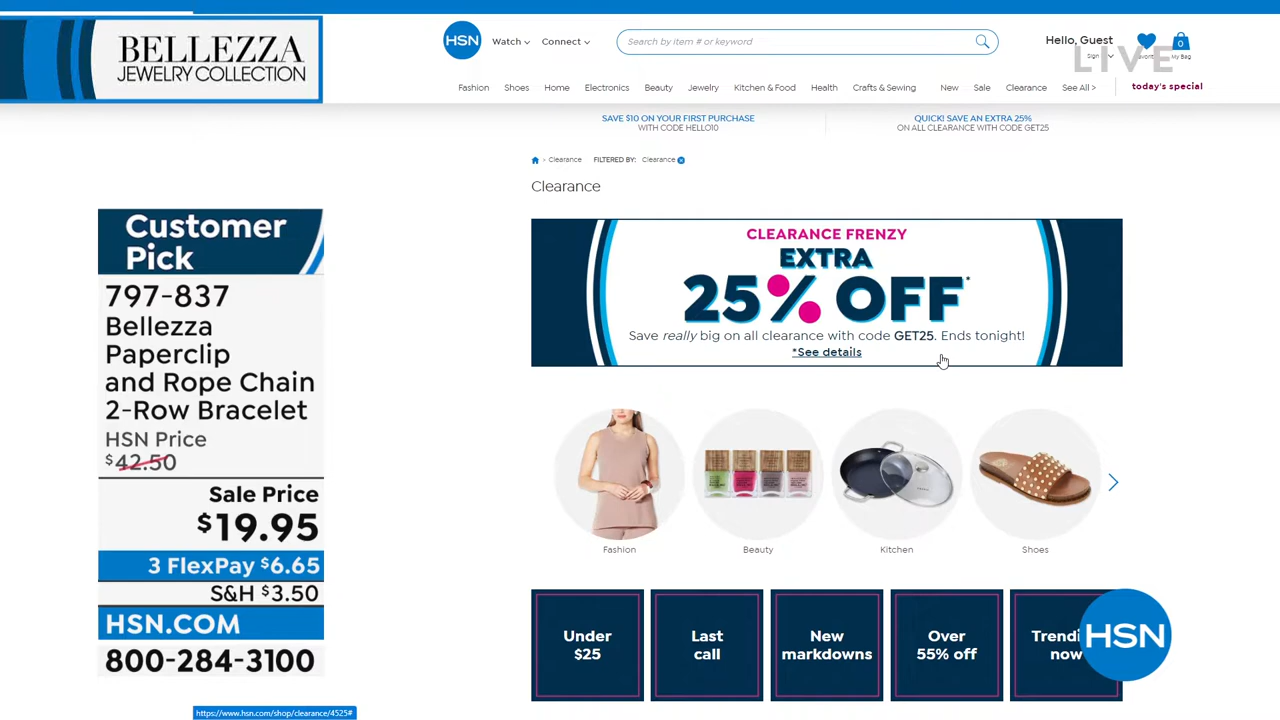 BELLEZZA
JEWELRY COLLECTION
HSN
Watch
Connect
Search by item # or keyword
Hello, Guest
Sign
Favorites
My Bag
0
LIVE
Fashion
Shoes
Home
Electronics
Beauty
Jewelry
Kitchen & Food
Health
Crafts & Sewing
New
Sale
Clearance
See All >
today's special
SAVE $10 ON YOUR FIRST PURCHASE
WITH CODE HELLO10
QUICK! SAVE AN EXTRA 25%
ON ALL CLEARANCE WITH CODE GET25
> Clearance
FILTERED BY:
Clearance
Clearance
CLEARANCE FRENZY
EXTRA
25% OFF*
Save really big on all clearance with code GET25. Ends tonight!
*See details
Customer
Pick
797-837
Bellezza
Paperclip
and Rope Chain
2-Row Bracelet
HSN Price
$42.50
Sale Price
$19.95
3 FlexPay $6.65
S&H $3.50
HSN.COM
800-284-3100
Fashion
Beauty
Kitchen
Shoes
Under
$25
Last
call
New
markdowns
Over
55% off
Trending
now
HSN
https://www.hsn.com/shop/clearance/4525#